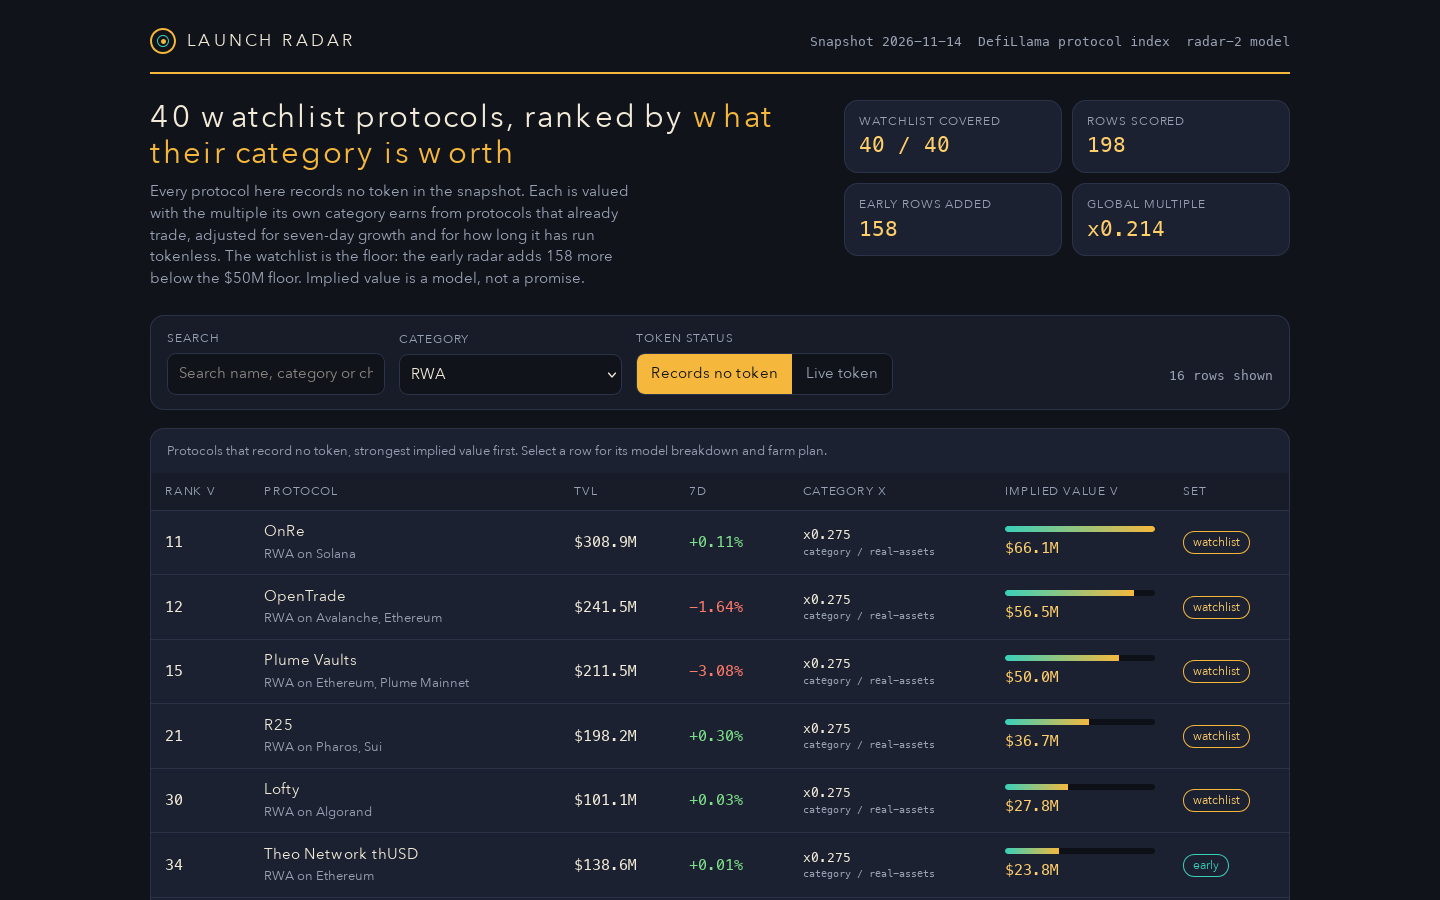 LAUNCH RADAR
Snapshot 2026−11−14 DefiLlama protocol index radar−2 model
40 watchlist protocols, ranked by what
their category is worth
Every protocol here records no token in the snapshot. Each is valued
with the multiple its own category earns from protocols that already
trade, adjusted for seven-day growth and for how long it has run
tokenless. The watchlist is the floor: the early radar adds 158 more
below the $50M floor. Implied value is a model, not a promise.
WATCHLIST COVERED
40 / 40
ROWS SCORED
198
EARLY ROWS ADDED
158
GLOBAL MULTIPLE
x0.214
SEARCH
Search name, category or ch
CATEGORY
RWA
TOKEN STATUS
Records no token
Live token
16 rows shown
Protocols that record no token, strongest implied value first. Select a row for its model breakdown and farm plan.
RANK V PROTOCOL TVL 7D CATEGORY X IMPLIED VALUE V SET
11 OnRe $308.9M +0.11% x0.275 $66.1M watchlist
RWA on Solana category / real−assets
12 OpenTrade $241.5M −1.64% x0.275 $56.5M watchlist
RWA on Avalanche, Ethereum category / real−assets
15 Plume Vaults $211.5M −3.08% x0.275 $50.0M watchlist
RWA on Ethereum, Plume Mainnet category / real−assets
21 R25 $198.2M +0.30% x0.275 $36.7M watchlist
RWA on Pharos, Sui category / real−assets
30 Lofty $101.1M +0.03% x0.275 $27.8M watchlist
RWA on Algorand category / real−assets
34 Theo Network thUSD $138.6M +0.01% x0.275 $23.8M early
RWA on Ethereum category / real−assets